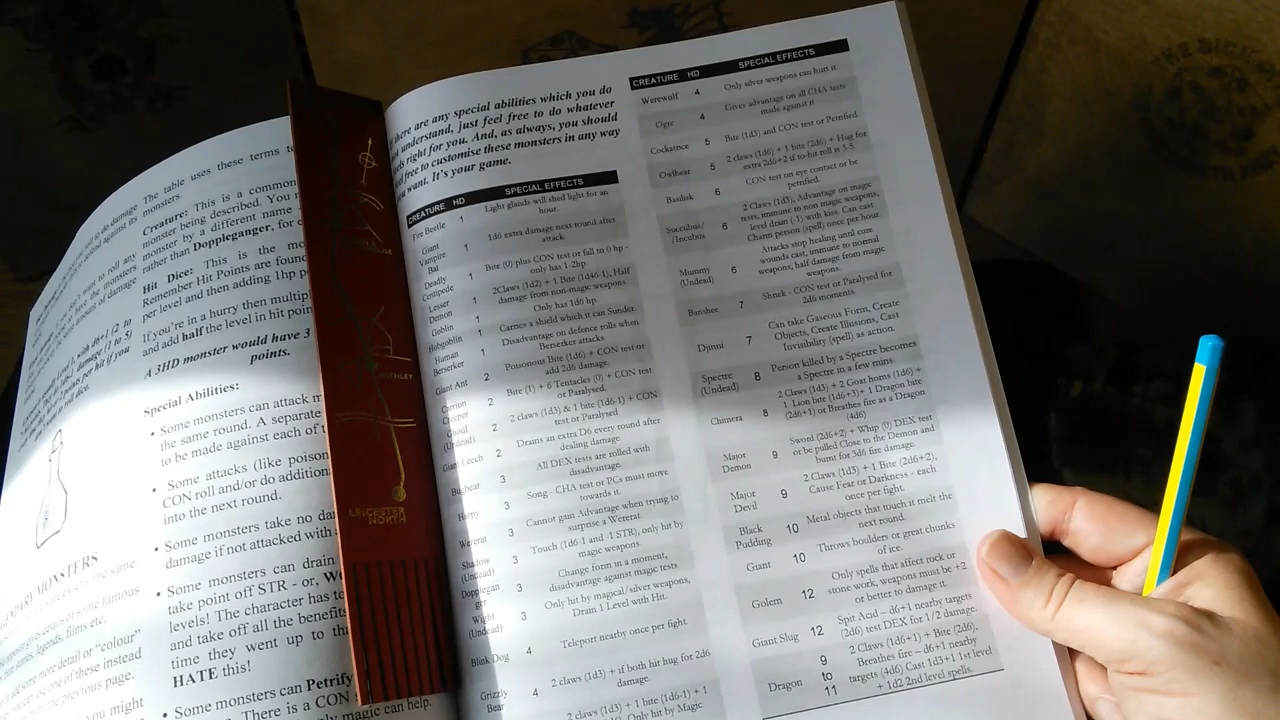 The table uses these terms to
monsters.
Creature: This is a common
monster being described. You
monster by a different name
rather than Doppleganger, for
Hit Dice: This is the
Remember Hit Points are found
per level and then adding 1hp
If you're in a hurry then multip
and add half the level in hit poin
A 3HD monster would have 3
points.
Special Abilities:
• Some monsters can attack
the same round. A separate
to be made against each of
• Some attacks (like poison
CON roll and/or do addition
into the next round.
• Some monsters take no da
damage if not attacked with
• Some monsters can drain
take point off STR - or,
levels! The character has to
and take off all the benefits
time they went up to th
HATE this!
• Some monsters can Petrify
There is a CON
magic can help.
MONSTERS
LEICESTER
NORTH
there are any special abilities which you do
understand, just feel free to do whatever
right for you. And, as always, you should
free to customise these monsters in any way
want. It's your game.
CREATURE HD SPECIAL EFFECTS
Fire Beetle 1 Light glands will shed light for an
hour.
Giant
Vampire
Bat 1 1d6 extra damage next round after
attack.
Deadly
Centipede 1 Bite (0) plus CON test or fall to 0 hp -
only has 1-2hp
Lesser
Demon 1 2Claws (1d2) + 1 Bite (1d46-1), Half
damage from non-magic weapons
Goblin 1 Only has 1d6 hp.
Hobgoblin 1 Carries a shield which it can Sunder.
Human
Berserker 1 Disadvantage on defence rolls when
Berserker attacks.
Giant Ant 2 Poisonous Bite (1d6) + CON test or
add 2d6 damage.
Carrion
Creeper 2 Bite (1) + 6 Tentacles (0) + CON test
or Paralysed.
Ghoul
(Undead) 2 2 claws (1d3) & 1 bite (1d6-1) + CON
test of Paralysed
Giant Leech 2 Drains an extra D6 every round after
dealing damage.
Bugbear 3 All DEX tests are rolled with
disadvantage.
Harpy 3 Song - CHA test or PCs must move
towards it.
Wererat 3 Cannot gain Advantage when trying to
surprise a Wererat
Shadow
(Undead) 3 Touch (1d6-1 and -1 STR), only hit by
magic weapons.
Dopplegan
ger 3 Change form in a moment,
disadvantage against magic tests
Wight
(Undead) 3 Only hit by magical/silver weapons,
Drain 1 Level with Hit.
Blink Dog 4 Teleport nearby once per fight.
Grizzly
Bear 4 2 claws (1d3) + if both hit hug for 2d6
damage.
2 claws (1d3) + 1 bite (1d6-1) + 1
Only hit by Magic
CREATURE HD SPECIAL EFFECTS
Werewolf 4 Only silver weapons can hurt it.
Ogre 4 Gives advantage on all CHA tests
made against it
Cockatrice 5 Bite (1d3) and CON test or Petrified.
Owlbear 5 2 claws (1d6) + 1 bite (2d6) + Hug for
extra 2d6+2 if to-hit roll is 3-5
Basilisk 6 CON test on eye contact or be
petrified.
Succubus/
/Incubus 6 2 Claws (1d3), Advantage on magic
tests, immune to non magic weapons,
level drain (-1) with kiss. Can cast
Charm person (spell) once per hour.
Mummy
(Undead) 6 Attacks stop healing until cure
wounds cast, immune to normal
weapons, half damage from magic
weapons.
Banshee 7 Shriek - CON test or Paralysed for
2d6 moments.
Djinni 7 Can take Gaseous Form, Create
Objects, Create Illusions, Cast
Invisibility (spell) as action.
Spectre
(Undead) 8 Person killed by a Spectre becomes
a Spectre in a few mins.
Chimera 8 2 Claws (1d3) + 2 Goat horns (1d6) +
1 Lion bite (1d6+3) + 1 Dragon bite
(2d6+1) or Breathes fire as a Dragon
(4d6)
Major
Demon 9 Sword (2d6+2) + Whip (0) DEX test
or be pulled Close to the Demon and
burnt for 3d6 fire damage.
Major
Devil 9 2 Claws (1d3) + 1 Bite (2d6+2),
Cause Fear or Darkness - each
once per fight.
Black
Pudding 10 Metal objects that touch it melt the
next round.
Giant 10 Throws boulders or great chunks
of ice.
Golem 12 Only spells that affect rock or
stone work, weapons must be +2
or better to damage it.
Giant Slug 12 Spit Acid – d6+1 nearby targets
(2d6) test DEX for 1/2 damage.
Dragon 9
to
11 2 Claws (1d6+1) + Bite (2d6),
Breathes fire – d6+1 nearby
targets (4d6) Cast 1d3+1 1st level
+ 1d2 2nd level spells.